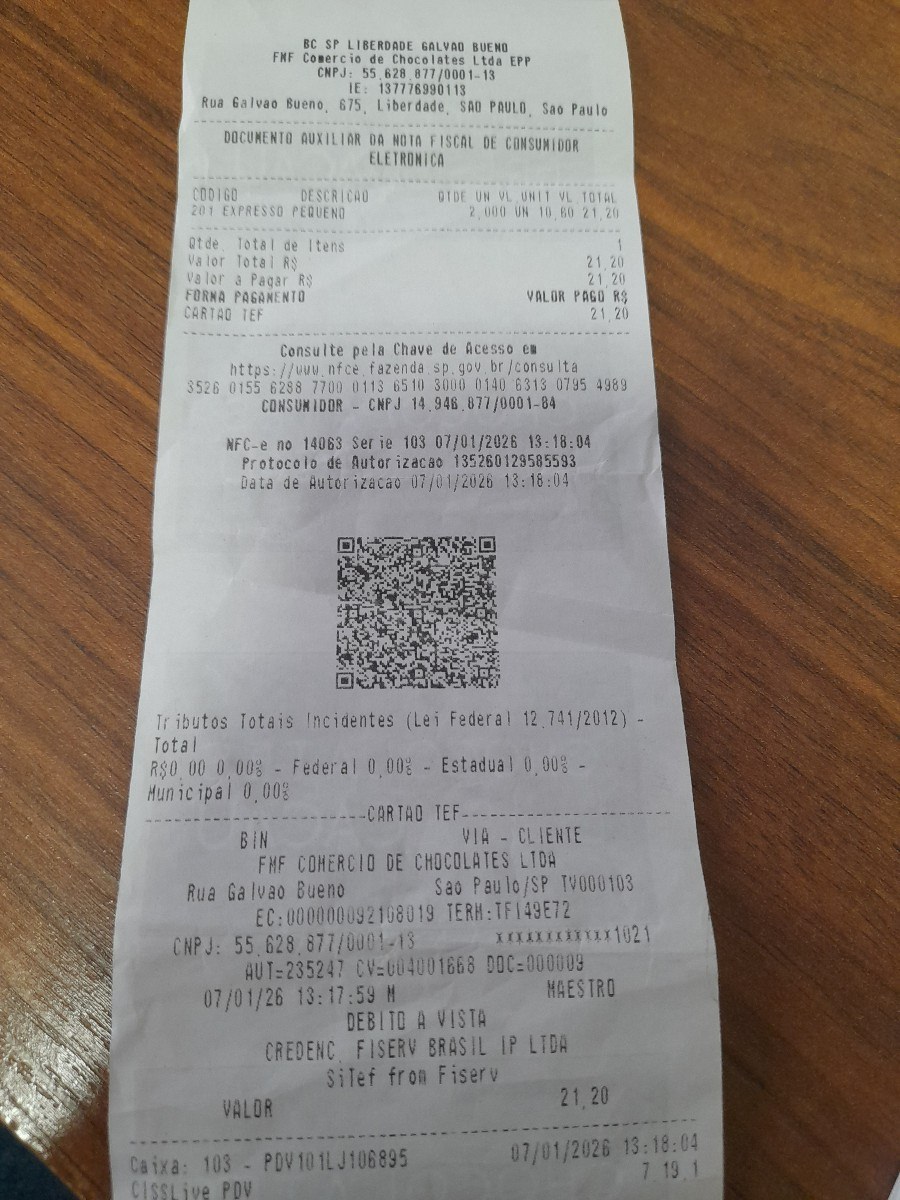 BC SP LIBERDADE GALVAO BUENO
FMF Comercio de Chocolates Ltda EPP
CNPJ: 55.628.877/0001-13
IE: 137776990113
Rua Galvao Bueno, 675, Liberdade, SAO PAULO, Sao Paulo
DOCUMENTO AUXILIAR DA NOTA FISCAL DE CONSUMIDOR
ELETRONICA
CODIGO DESCRICAO QTDE UN VL UNIT VL TOTAL
201 EXPRESSO PEQUENO 2,000 UN 10,60 21,20
Qtde. Total de Itens 1
Valor Total R$ 21,20
Valor a Pagar R$ 21,20
FORMA PAGAMENTO VALOR PAGO R$
CARTAO TEF 21,20
Consulte pela Chave de Acesso em
https://www.nfce.fazenda.sp.gov.br/consulta
3526 0155 6288 7700 0113 6510 3000 0140 6313 0795 4989
CONSUMIDOR - CNPJ 14.946.877/0001-84
NFC-e no 14063 Serie 103 07/01/2026 13:18:04
Protocolo de Autorizacao 135260129585593
Data de Autorizacao 07/01/2026 13:18:04
Tributos Totais Incidentes (Lei Federal 12.741/2012) -
Total
R$0,00 0,00% - Federal 0,00% - Estadual 0,00% -
Municipal 0,00%
CARTAO TEF
BIN VIA - CLIENTE
FMF COMERCIO DE CHOCOLATES LTDA
Rua Galvao Bueno Sao Paulo/SP TV000103
EC:000000092108019 TERM:TF149E72
CNPJ: 55.628.877/0001-13 xxxxxxxxxxxx1021
AUT=235247 CV=004001668 DOC=000009
07/01/26 13:17:59 M MAESTRO
DEBITO A VISTA
CREDENC. FISERV BRASIL IP LTDA
SiTef from Fiserv
VALOR 21,20
Caixa: 103 - PDV101LJ106895 07/01/2026 13:18:04
CISSLive PDV 7.19.1